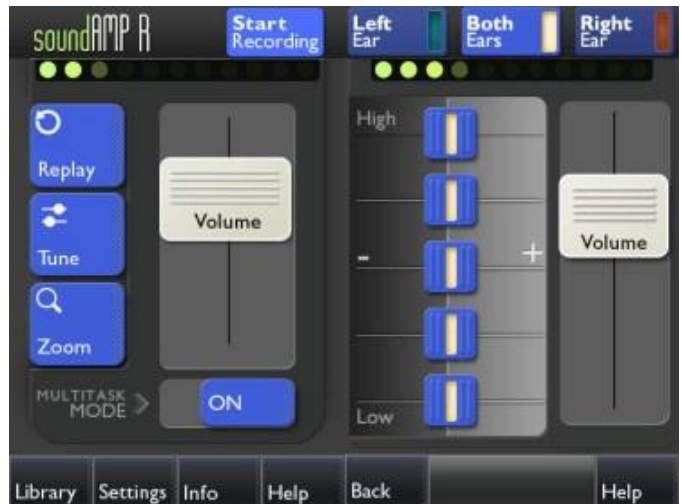 soundAMP R
Start
Recording
Left
Ear
Both
Ears
Right
Ear
Replay
Tune
Zoom
Volume
MULTITASK
MODE >
ON
High
-
+
Low
Volume
Library
Settings
Info
Help
Back
Help